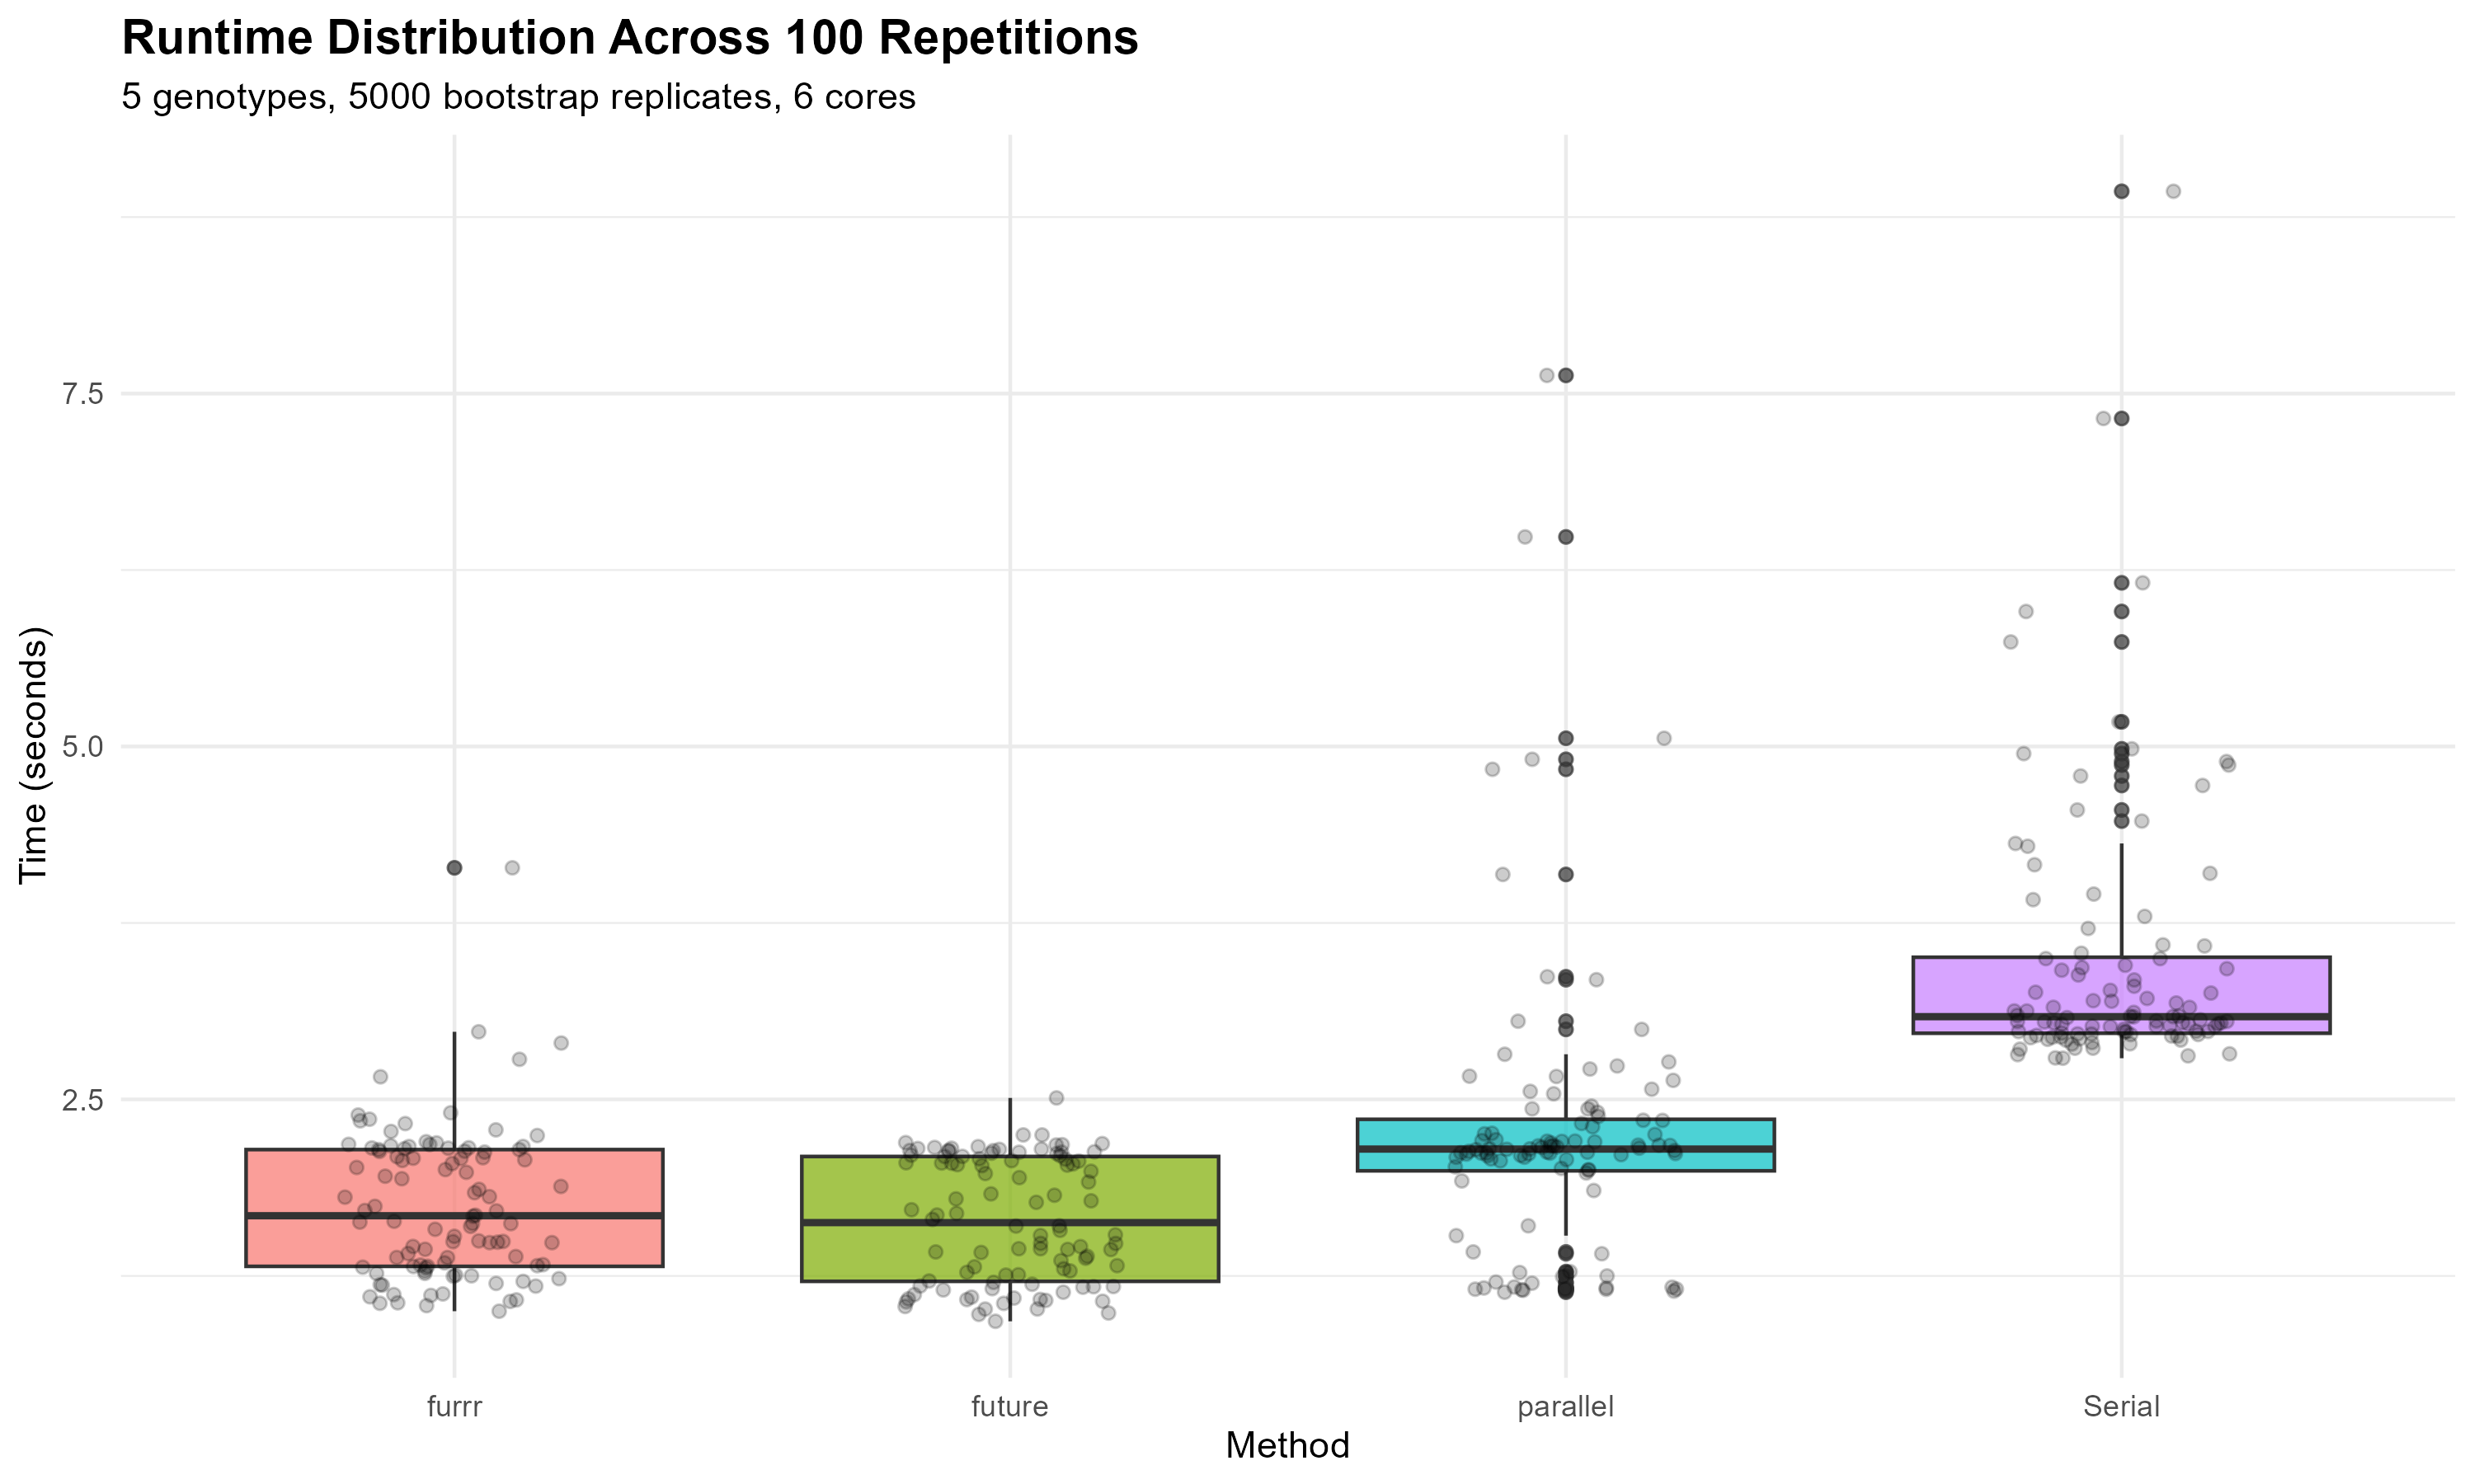 Runtime Distribution Across 100 Repetitions
5 genotypes, 5000 bootstrap replicates, 6 cores
Time (seconds)
7.5
5.0
2.5
furrr
future
parallel
Serial
Method